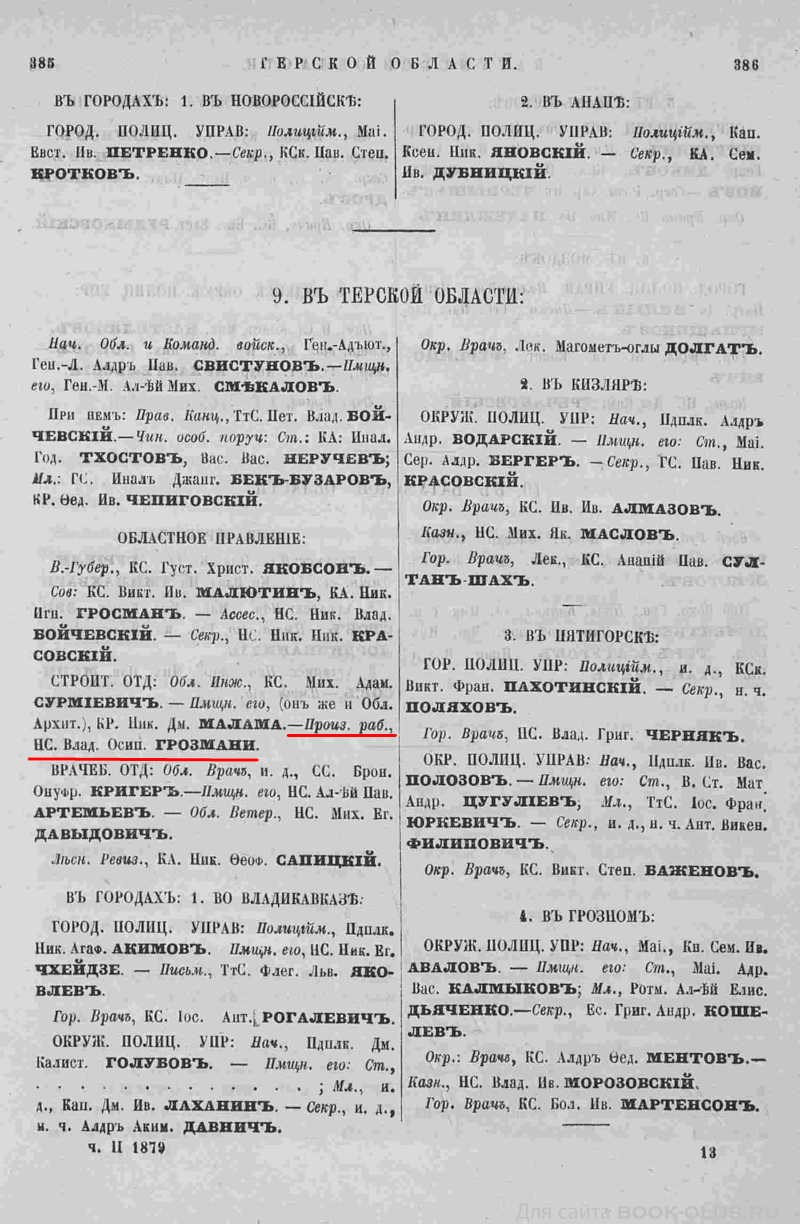 385
ТЕРСКОЙ ОБЛАСТИ.
386
ВЪ ГОРОДАХЪ: 1. ВЪ НОВОРОССІЙСКѢ:
ГОРОД. ПОЛИЦ. УПРАВ: Полиційм., Маі.
Евст. Ив. ПЕТРЕНКО.—Секр., КСк. Пав. Степ.
КРОТКОВЪ.
2. ВЪ АНАПѢ:
ГОРОД. ПОЛИЦ. УПРАВ: Полиційм., Кап.
Ксен. Ник. ЯНОВСКІЙ. — Секр., КА. Сем.
Ив. ДУБНИЦКІЙ.
9. ВЪ ТЕРСКОЙ ОБЛАСТИ:
Нач. Обл. и Команд. войск., Ген.-Адъют.,
Ген.-Л. Алдръ Пав. СВИСТУНОВЪ.—Пмщн.
его, Ген.-М. Ал-ѣй Мих. СМѢКАЛОВЪ.
При немъ: Прав. Канц., ТтС. Пет. Влад. БОЙ-
ЧЕВСКІЙ.—Чин. особ. поруч: Ст.: КА: Инал.
Год. ТХОСТОВЪ, Вас. Вас. НЕРУЧЕВЪ;
Мл.: ГС. Иналъ Джанг. БЕКЪ-БУЗАРОВЪ,
КР. Ѳед. Ив. ЧЕПИГОВСКІЙ.
ОБЛАСТНОЕ ПРАВЛЕНІЕ:
В.-Губер., КС. Густ. Христ. ЯКОБСОНЪ. —
Сов: КС. Викт. Ив. МАЛЮТИНЪ, КА. Ник.
Игн. ГРОСМАНЪ. — Ассес., НС. Ник. Влад.
БОЙЧЕВСКІЙ. — Секр., НС. Ник. Ник. КРА-
СОВСКІЙ.
СТРОИТ. ОТД: Обл. Инж., КС. Мих. Адам.
СУРМІЕВИЧЪ. — Пмщн. его, (онъ же и Обл.
Архит.), КР. Ник. Дм. МАЛАМА.—Произ. раб.,
НС. Влад. Осип. ГРОЗМАНИ.
ВРАЧЕБ. ОТД: Обл. Врачъ, и. д., СС. Брон.
Онуфр. КРИГЕРЪ.—Пмщн. его, НС. Ал-ѣй Пав.
АРТЕМЬЕВЪ. — Обл. Ветер., НС. Мих. Ег.
ДАВЫДОВИЧЪ.
Лѣсн. Ревиз., КА. Ник. Ѳеоф. САПИЦКІЙ.
ВЪ ГОРОДАХЪ: 1. ВО ВЛАДИКАВКАЗѢ:
ГОРОД. ПОЛИЦ. УПРАВ: Полиційм., Пдплк.
Ник. Агаф. АКИМОВЪ. Пмщн. его, НС. Ник. Ег.
ЧХЕЙДЗЕ. — Письм., ТтС. Флег. Льв. ЯКО-
ВЛЕВЪ.
Гор. Врачъ, КС. Іос. Ант. РОГАЛЕВИЧЪ.
ОКРУЖ. ПОЛИЦ. УПР: Нач., Пдплк. Дм.
Калист. ГОЛУБОВЪ. — Пмщн. его: Ст.,
. . . . . . . . . . . . . . ; Мл., и.
д., Кап. Дм. Ив. ЛАХАНИНЪ. — Секр., и. д.,
н. ч. Алдръ Аким. ДАВНИЧЪ.
ч. II 1879
Окр. Врачъ, Лек. Магометъ-оглы ДОЛГАТЪ.
2. ВЪ КИЗЛЯРѢ:
ОКРУЖ. ПОЛИЦ. УПР: Нач., Пдплк. Алдръ
Андр. ВОДАРСКІЙ. — Пмщн. его: Ст., Маі.
Сер. Алдр. БЕРГЕРЪ. — Секр., ГС. Пав. Ник.
КРАСОВСКІЙ.
Окр. Врачъ, КС. Ив. Ив. АЛМАЗОВЪ.
Казн., НС. Мих. Як. МАСЛОВЪ.
Гор. Врачъ, Лек., КС. Ананій Пав. СУЛ-
ТАНЪ-ШАХЪ.
3. ВЪ ПЯТИГОРСКѢ:
ГОР. ПОЛИЦ. УПР: Полиційм., и. д., КСк.
Викт. Фран. ПАХОТИНСКІЙ. — Секр., н. ч.
ПОЛЯХОВЪ.
Гор. Врачъ, НС. Влад. Григ. ЧЕРНЯКЪ.
ОКР. ПОЛИЦ. УПРАВ: Нач., Пдплк. Ив. Вас.
ПОЛОЗОВЪ. — Пмщн. его: Ст., В. Ст. Мат
Андр. ЦУГУЛІЕВЪ; Мл., ТтС. Іос. Фран.
ЮРКЕВИЧЪ. — Секр., и. д., н. ч. Ант. Викен.
ФИЛИПОВИЧЪ.
Окр. Врачъ, КС. Викт. Степ. БАЖЕНОВЪ.
4. ВЪ ГРОЗНОМЪ:
ОКРУЖ. ПОЛИЦ. УПР: Нач., Маі., Кн. Сем. Ив.
АВАЛОВЪ. — Пмщн. его: Ст., Маі. Адр.
Вас. КАЛМЫКОВЪ; Мл., Ротм. Ал-ѣй Елис.
ДЬЯЧЕНКО.—Секр., Ес. Григ. Андр. КОШЕ-
ЛЕВЪ.
Окр.: Врачъ, КС. Алдръ Ѳед. МЕНТОВЪ.—
Казн., НС. Влад. Ив. МОРОЗОВСКІЙ.
Гор. Врачъ, КС. Бол. Ив. МАРТЕНСОНЪ.
13
Для сайта BOOK-OLDS.RU